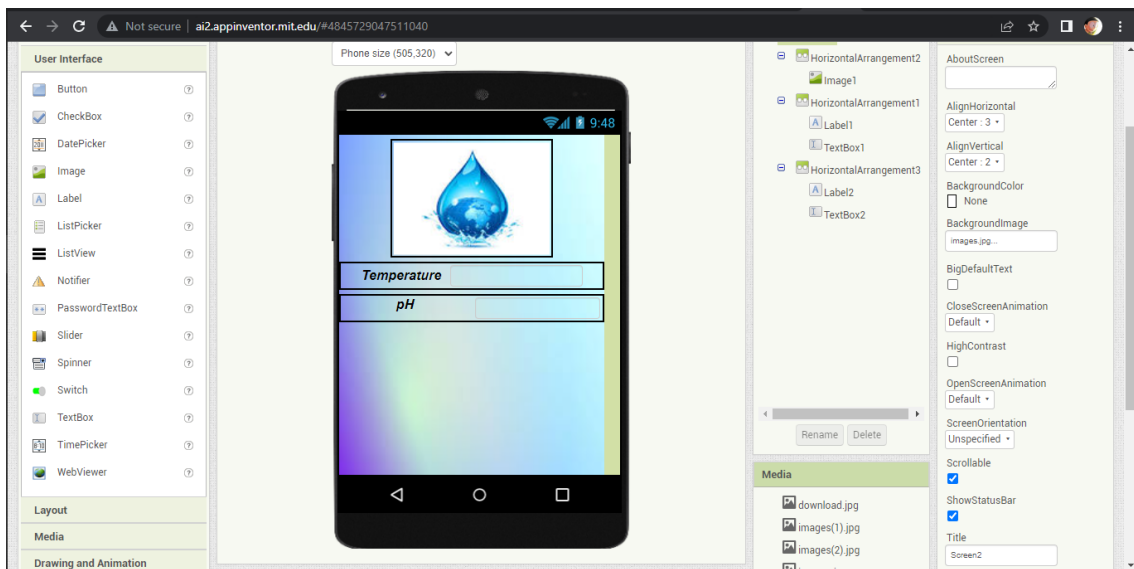 Not secure | ai2.appinventor.mit.edu/#4845729047511040
User Interface
Button
CheckBox
DatePicker
Image
Label
ListPicker
ListView
Notifier
PasswordTextBox
Slider
Spinner
Switch
TextBox
TimePicker
WebViewer
Layout
Media
Drawing and Animation
Phone size (505,320)
9:48
Temperature
pH
HorizontalArrangement2
Image1
HorizontalArrangement1
Label1
TextBox1
HorizontalArrangement3
Label2
TextBox2
Rename Delete
Media
download.jpg
images(1).jpg
images(2).jpg
AboutScreen
AlignHorizontal
Center : 3
AlignVertical
Center : 2
BackgroundColor
None
BackgroundImage
images.jpg...
BigDefaultText
CloseScreenAnimation
Default
HighContrast
OpenScreenAnimation
Default
ScreenOrientation
Unspecified
Scrollable
ShowStatusBar
Title
Screen2